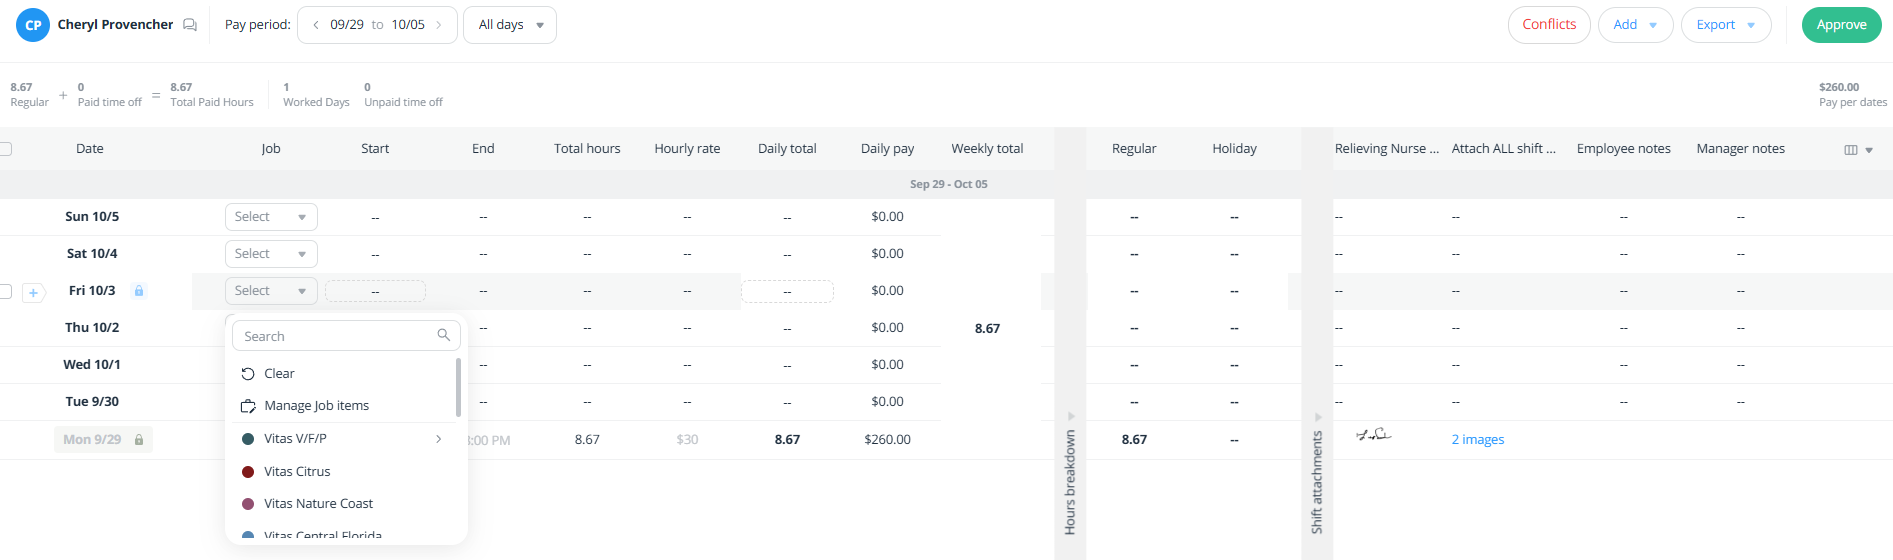 CP Cheryl Provencher Pay period: 09/29 to 10/05 All days Conflicts Add Export Approve
8.67 0 8.67 1 0 $260.00
Regular + Paid time off = Total Paid Hours Worked Days Unpaid time off Pay per dates
Date Job Start End Total hours Hourly rate Daily total Daily pay Weekly total Regular Holiday Relieving Nurse ... Attach ALL shift ... Employee notes Manager notes
Sep 29 - Oct 05
Sun 10/5 Select -- -- -- -- -- $0.00 -- -- -- -- -- --
Sat 10/4 Select -- -- -- -- -- $0.00 -- -- -- -- -- --
+ Fri 10/3 Select -- -- -- -- -- $0.00 -- -- -- -- -- --
Thu 10/2 -- -- -- -- $0.00 8.67 -- -- -- -- -- --
Search
Wed 10/1 -- -- -- -- $0.00 -- -- -- -- -- --
Clear
Tue 9/30 -- -- -- -- $0.00 -- -- -- -- -- --
Manage Job items
Mon 9/29 :00 PM 8.67 $30 8.67 $260.00 8.67 -- 2 images -- --
Vitas V/F/P
Vitas Citrus
Vitas Nature Coast
Vitas Central Florida
Hours breakdown
Shift attachments